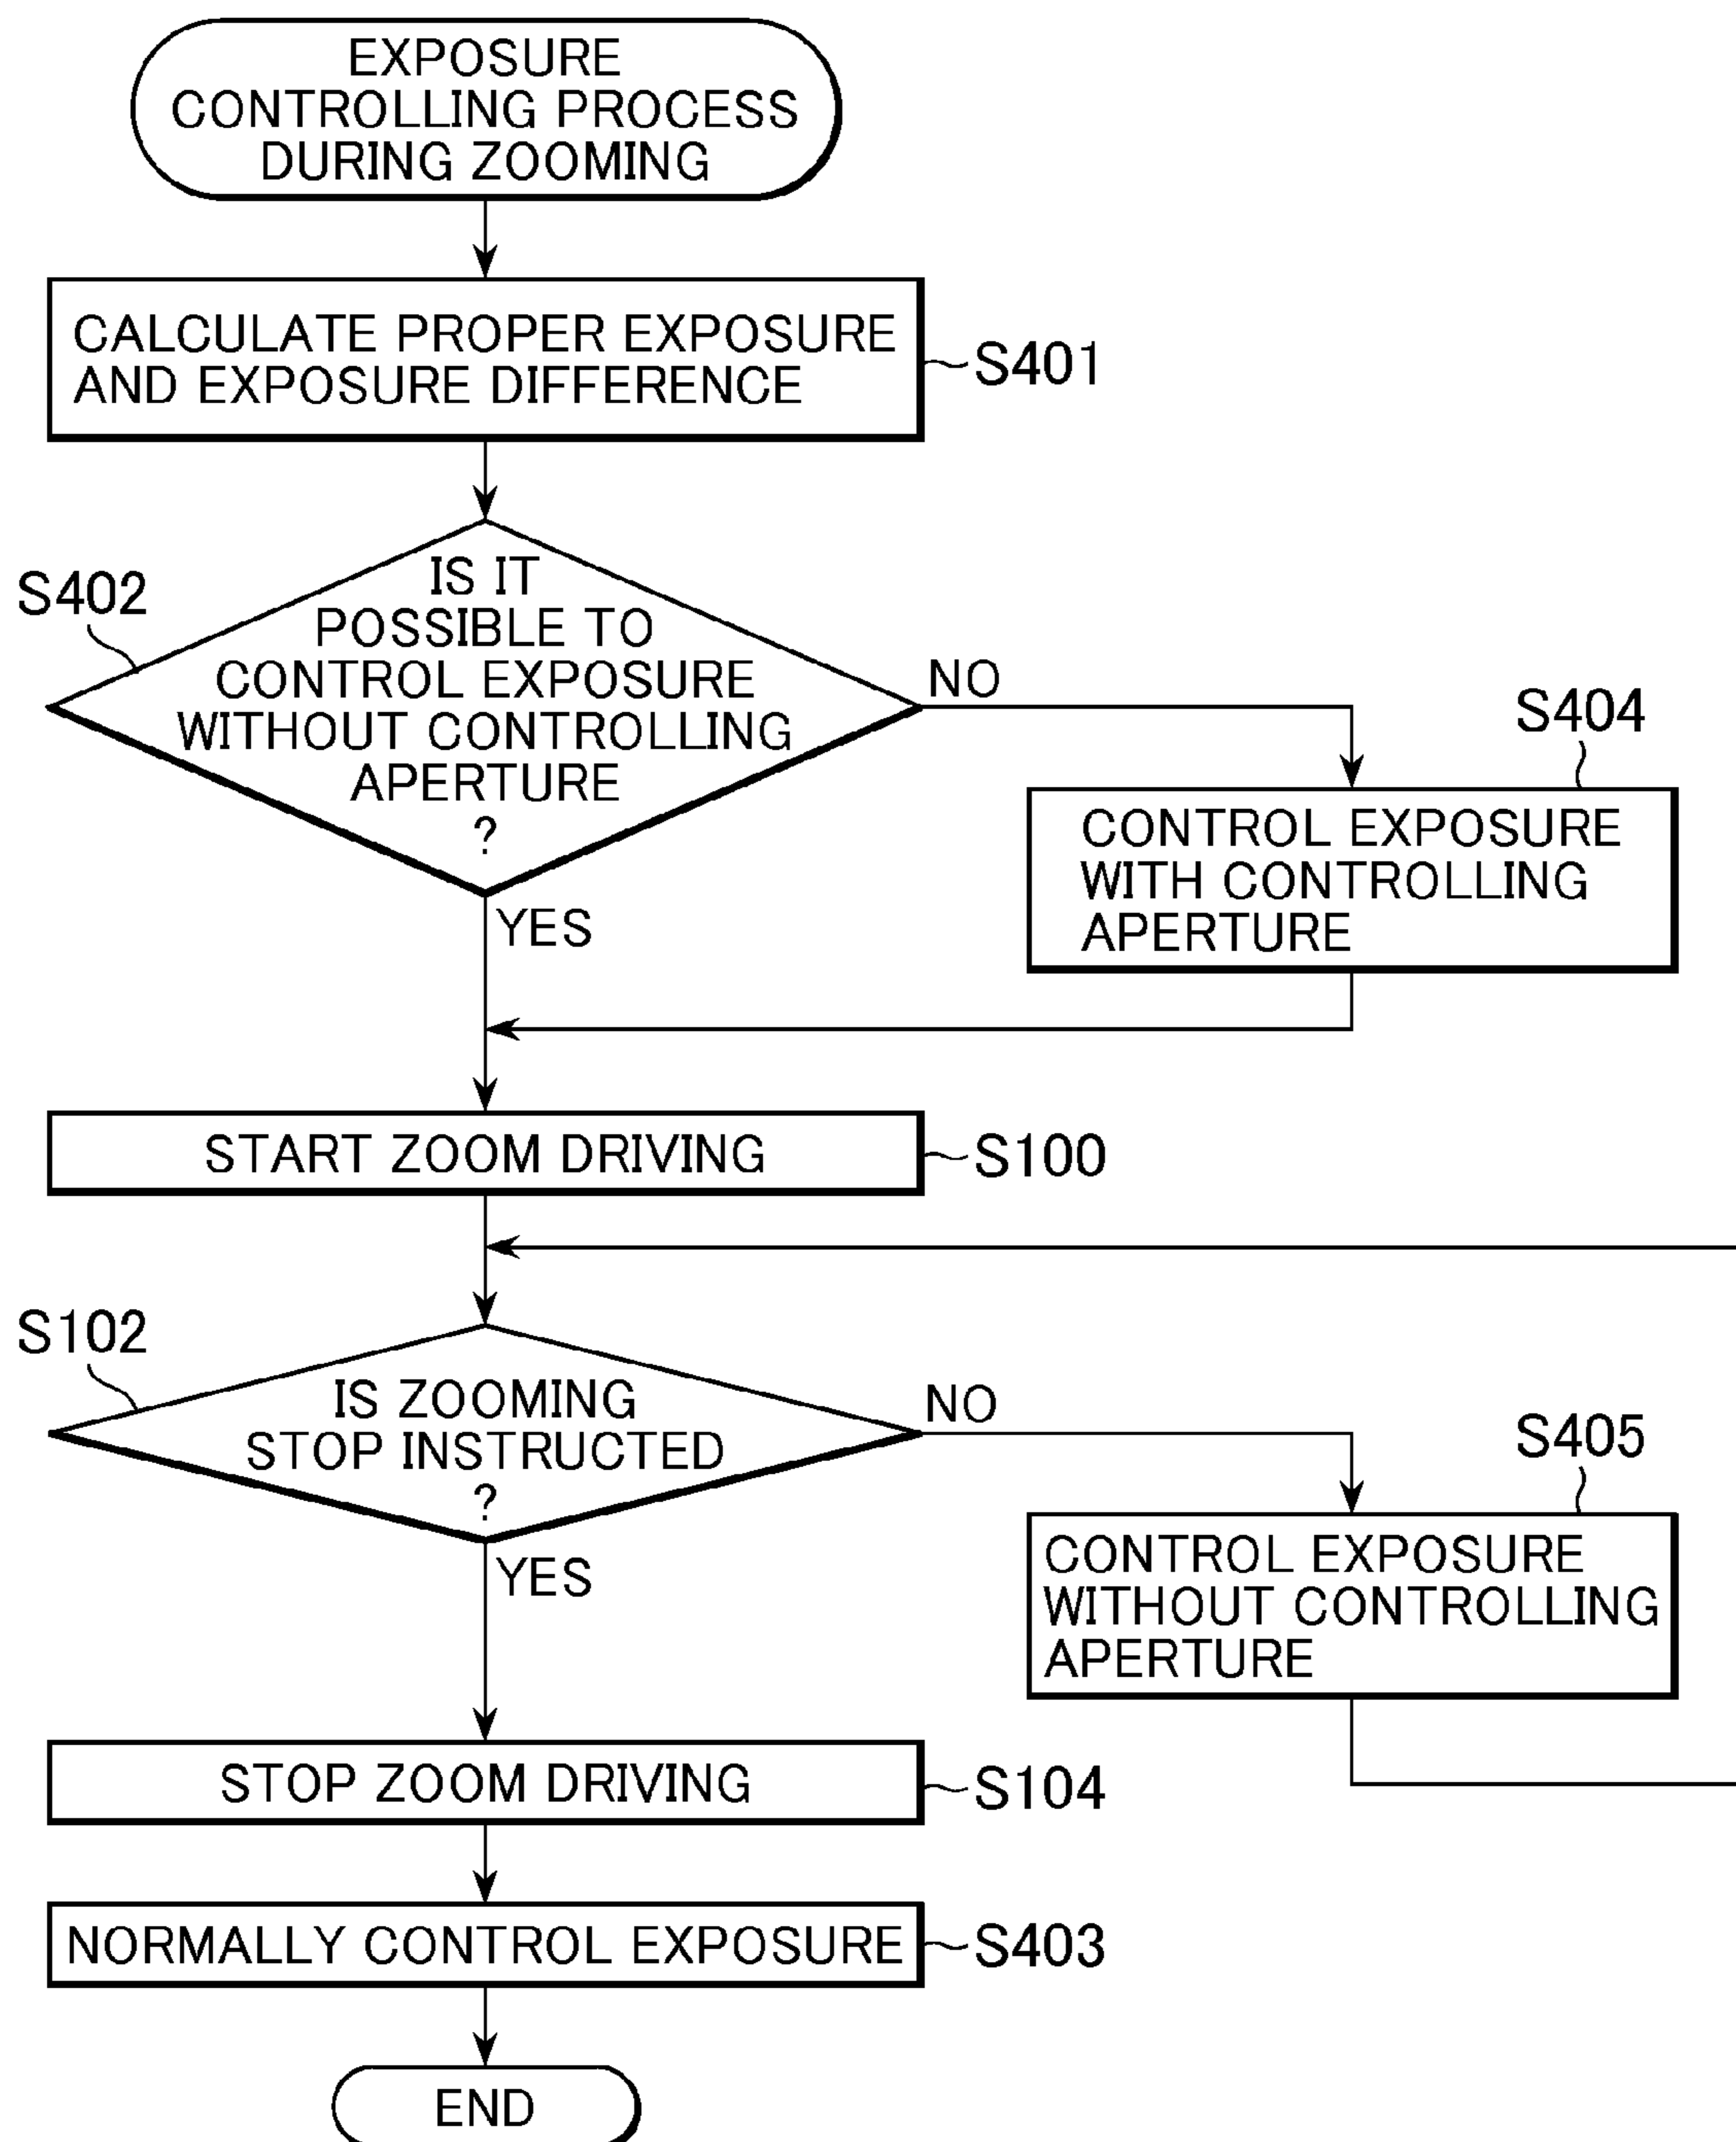 EXPOSURE
CONTROLLING PROCESS
DURING ZOOMING
CALCULATE PROPER EXPOSURE
AND EXPOSURE DIFFERENCE
S401
S402
IS IT
POSSIBLE TO
CONTROL EXPOSURE
WITHOUT CONTROLLING
APERTURE
?
NO
YES
S404
CONTROL EXPOSURE
WITH CONTROLLING
APERTURE
START ZOOM DRIVING
S100
S102
IS ZOOMING
STOP INSTRUCTED
?
NO
YES
S405
CONTROL EXPOSURE
WITHOUT CONTROLLING
APERTURE
STOP ZOOM DRIVING
S104
NORMALLY CONTROL EXPOSURE
S403
END